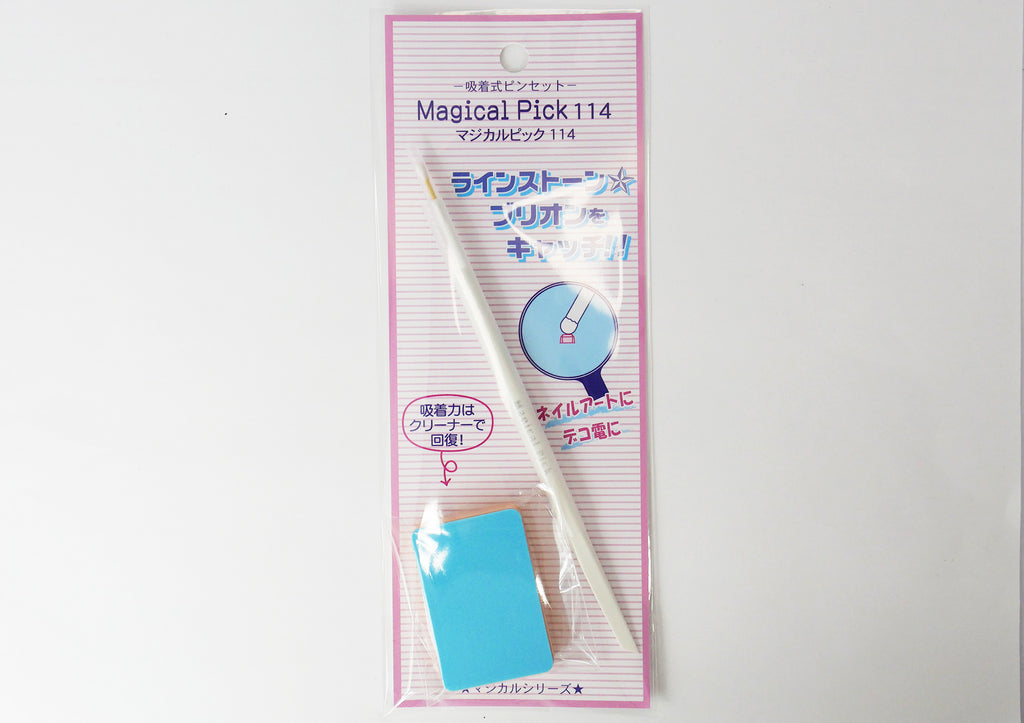 −吸着式ピンセット−
Magical Pick 114
マジカルピック 114
ラインストーン☆
ブリオンを
キャッチ!!
ネイルアートに
デコ電に
吸着力は
クリーナーで
回復!
Magical Pick
★マジカルシリーズ★